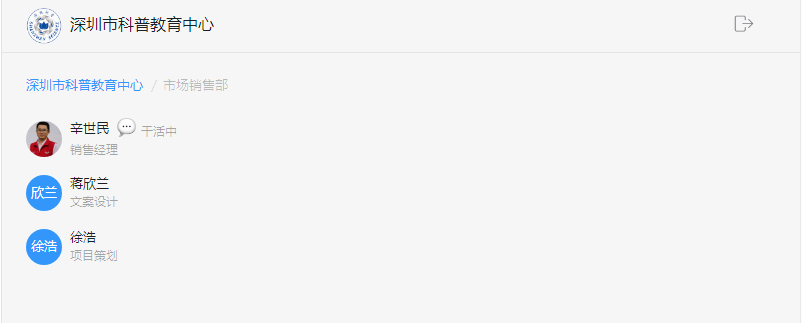 深圳市科普教育中心
深圳市科普教育中心 / 市场销售部
辛世民 干活中
销售经理
欣兰 蒋欣兰
文案设计
徐浩 徐浩
项目策划